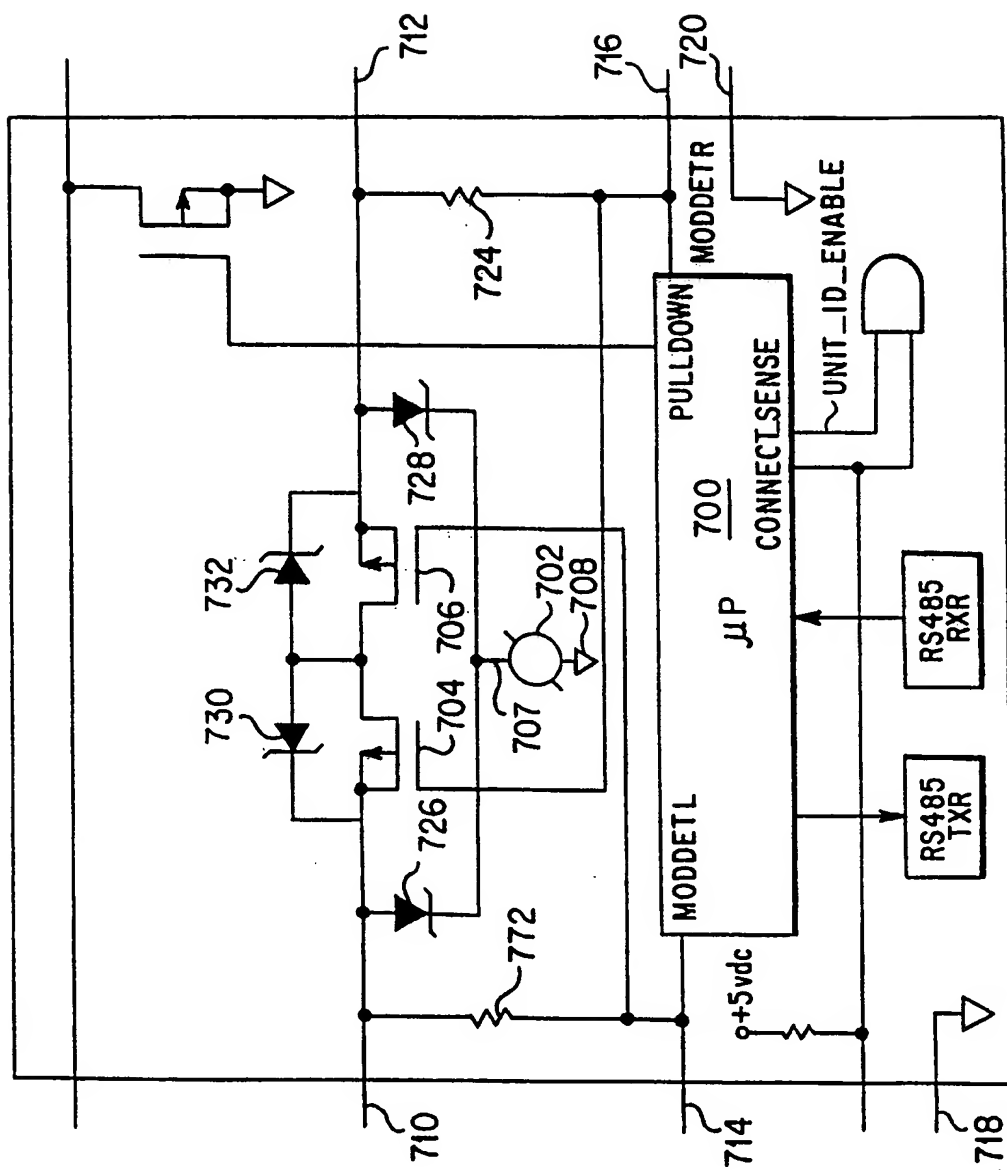 712
716
720
724
MODDETR
UNIT_ID_ENABLE
PULLDOWN
728
732
730
706
702
708
704
707
726
700
CONNECT_SENSE
µP
MODDETL
RS485
RXR
RS485
TXR
772
+5vdc
710
714
718